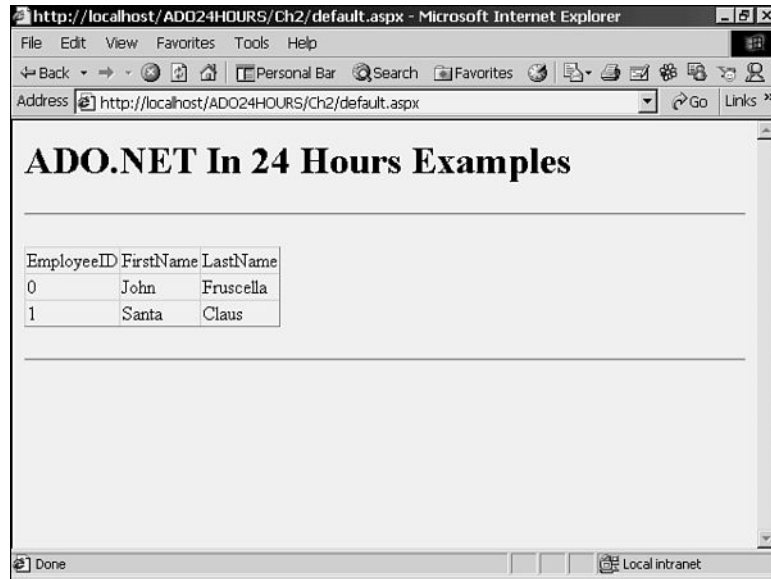 http://localhost/ADO24HOURS/Ch2/default.aspx - Microsoft Internet Explorer
File Edit View Favorites Tools Help
Back Personal Bar Search Favorites
Address http://localhost/ADO24HOURS/Ch2/default.aspx Go Links »
ADO.NET In 24 Hours Examples
EmployeeID FirstName LastName
0 John Fruscella
1 Santa Claus
Done Local intranet